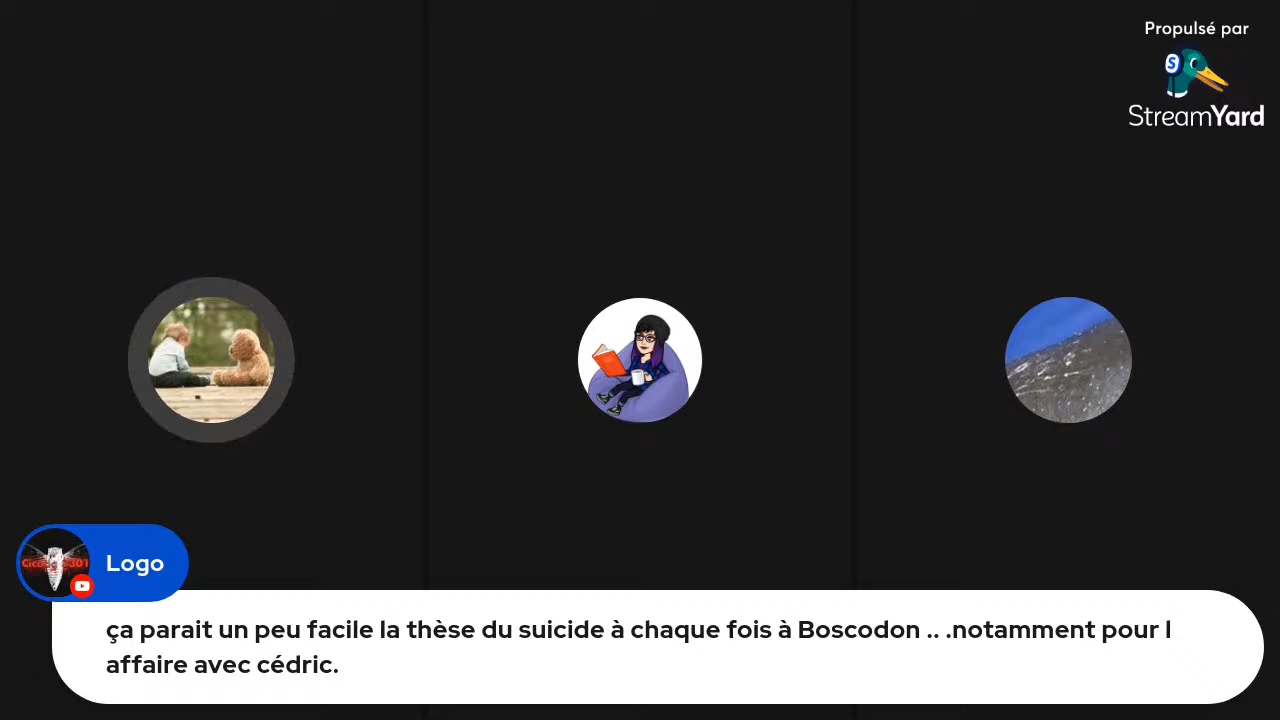 Propulsé par
StreamYard
Logo
ça parait un peu facile la thèse du suicide à chaque fois à Boscodon .. .notamment pour l
affaire avec cédric.